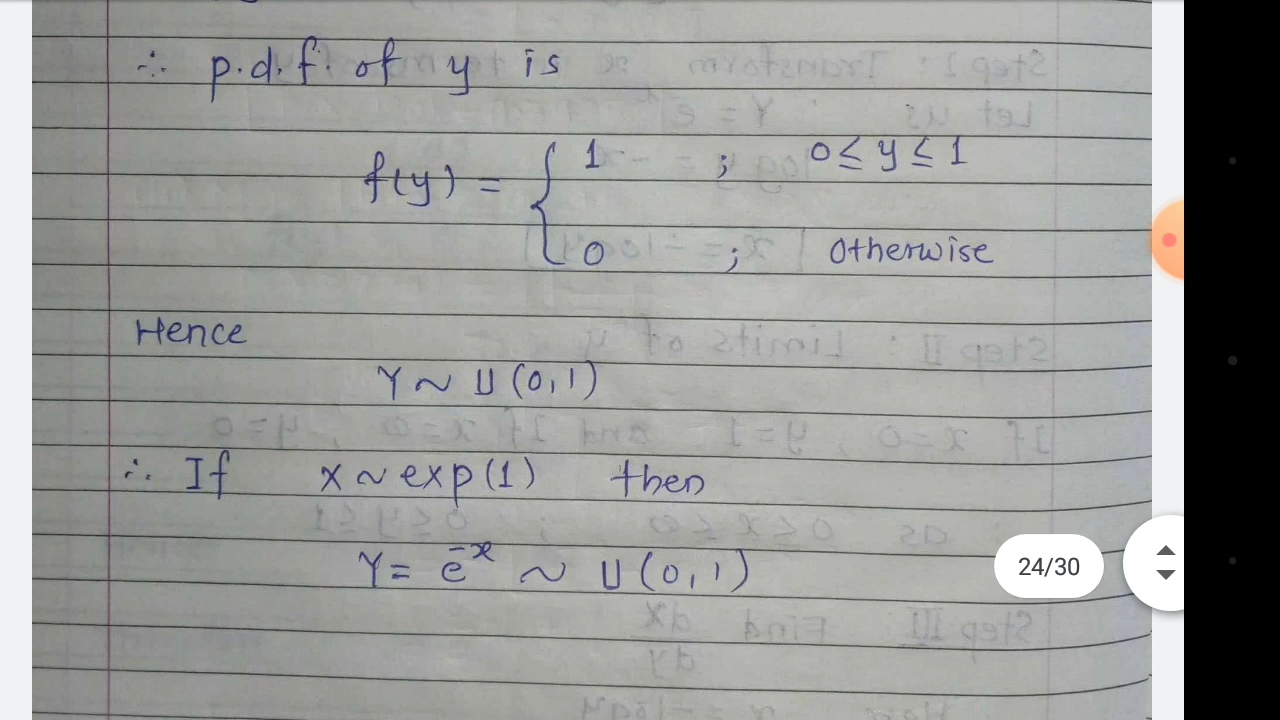 ∴ p.d.f. of y is
f(y) = { 1 ; 0 ≤ y ≤ 1
0 ; otherwise
Hence
Y ~ U (0,1)
∴ If x ~ exp(1) then
Y = e^-x ~ U (0,1)
24/30